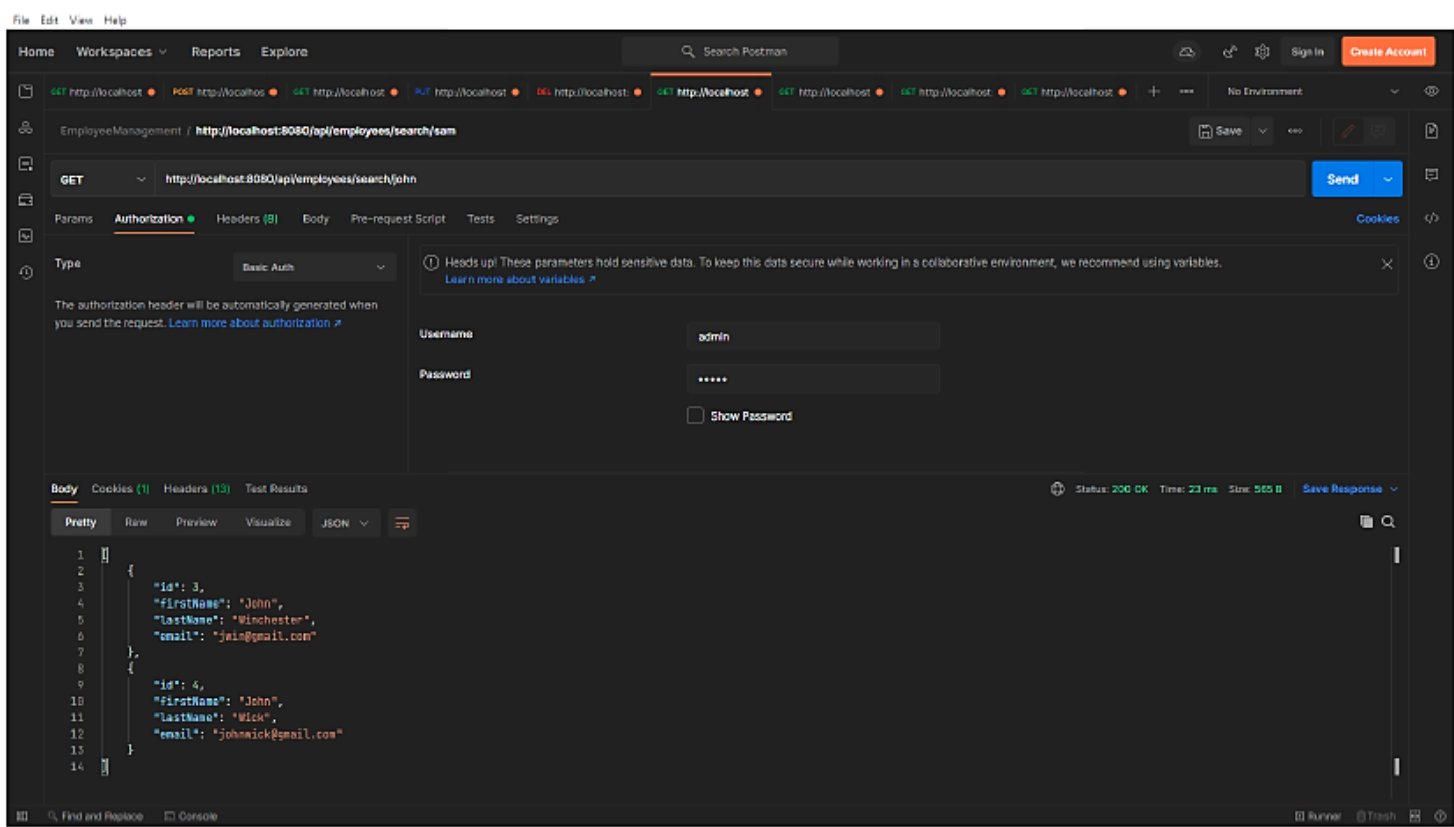 File Edit View Help
Home Workspaces Reports Explore Search Postman Sign In Create Account
GET http://localhost POST http://localhos GET http://localhost PUT http://localhost DEL http://localhost: GET http://localhost GET http://localhost GET http://localhost: GET http://localhost No Environment
EmployeeManagement / http://localhost:8080/api/employees/search/sam Save
GET http://localhost:8080/api/employees/search/john Send
Params Authorization Headers (8) Body Pre-request Script Tests Settings Cookies
Type Basic Auth
Heads up! These parameters hold sensitive data. To keep this data secure while working in a collaborative environment, we recommend using variables.
Learn more about variables ↗
The authorization header will be automatically generated when
you send the request. Learn more about authorization ↗
Username admin
Password •••••
Show Password
Body Cookies (1) Headers (13) Test Results Status: 200 OK Time: 23 ms Size: 565 B Save Response
Pretty Raw Preview Visualize JSON
1 [
2 {
3 "id": 3,
4 "firstName": "John",
5 "lastName": "Winchester",
6 "email": "jwin@gmail.com"
7 },
8 {
9 "id": 4,
10 "firstName": "John",
11 "lastName": "Wick",
12 "email": "johnwick@gmail.com"
13 }
14 ]
Find and Replace Console Runner Trash